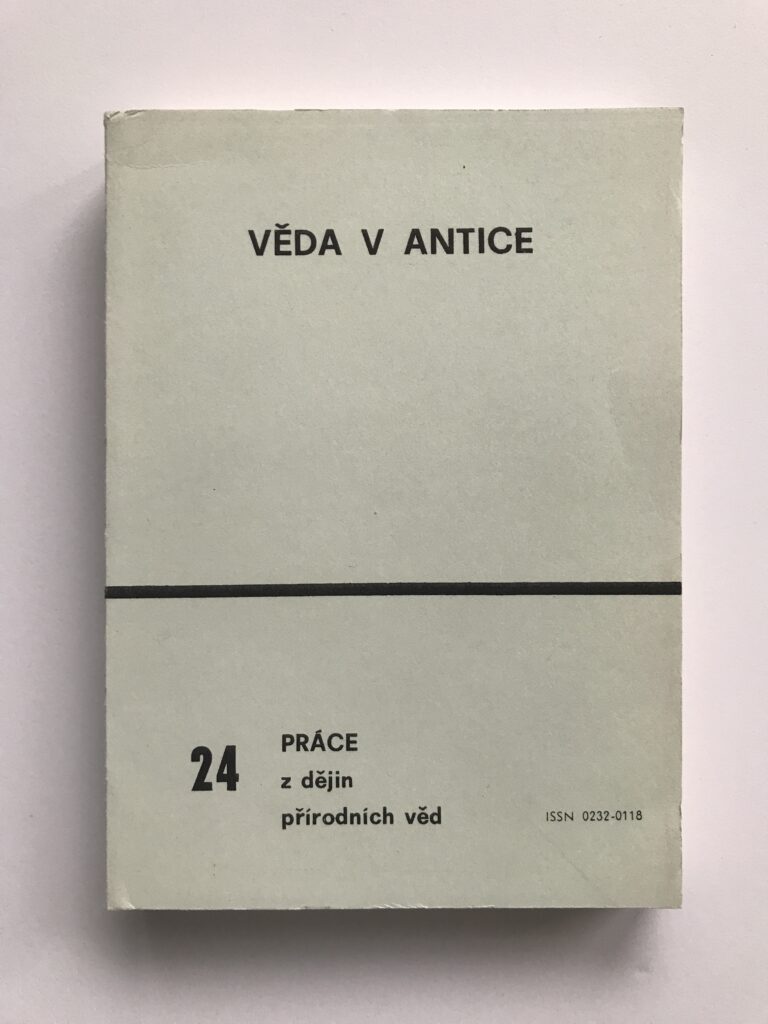 VĚDA V ANTICE
24
PRÁCE
z dějin
přírodních věd
ISSN 0232-0118